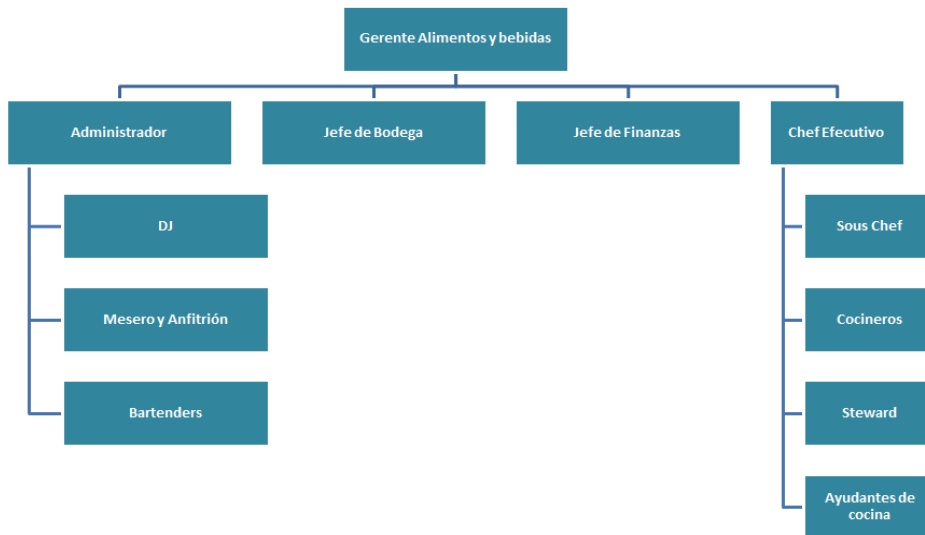 Gerente Alimentos y bebidas
Administrador
Jefe de Bodega
Jefe de Finanzas
Chef Efecutivo
DJ
Mesero y Anfitrión
Bartenders
Sous Chef
Cocineros
Steward
Ayudantes de
cocina